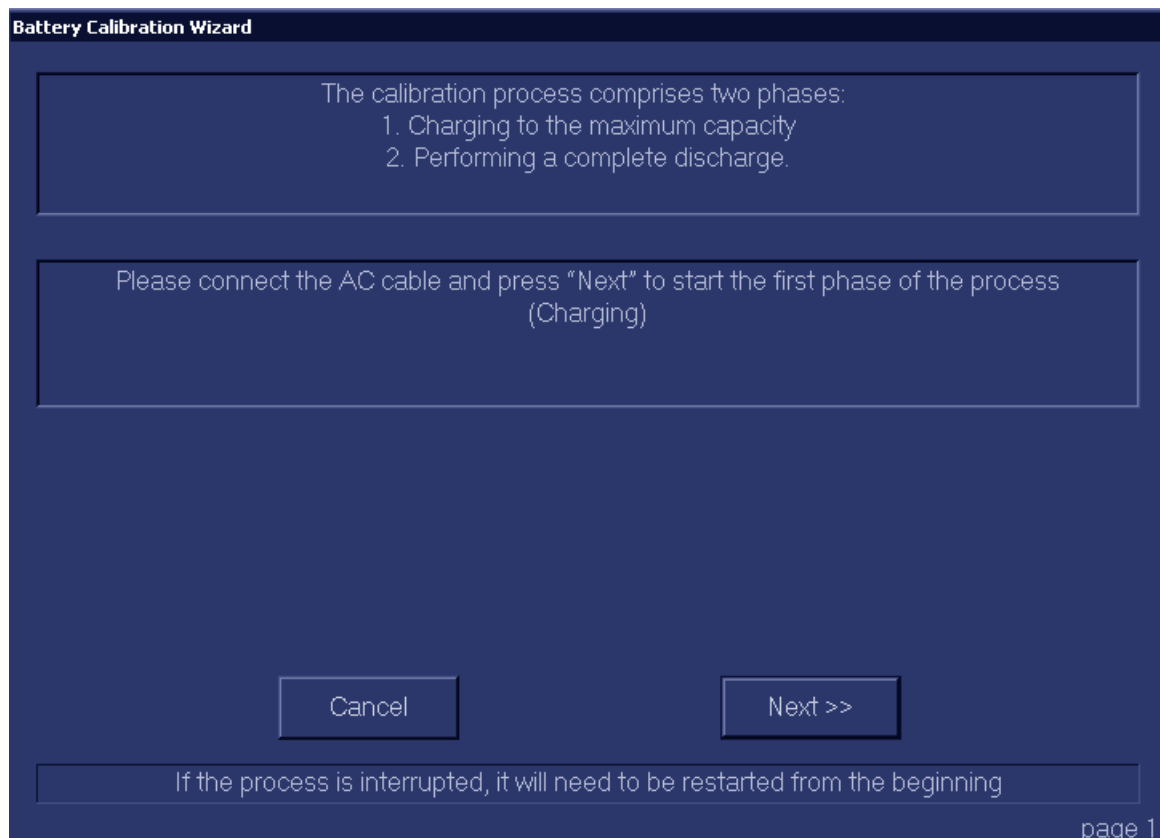 Battery Calibration Wizard
The calibration process comprises two phases:
1. Charging to the maximum capacity
2. Performing a complete discharge.
Please connect the AC cable and press “Next” to start the first phase of the process
(Charging)
Cancel
Next >>
If the process is interrupted, it will need to be restarted from the beginning
page 1